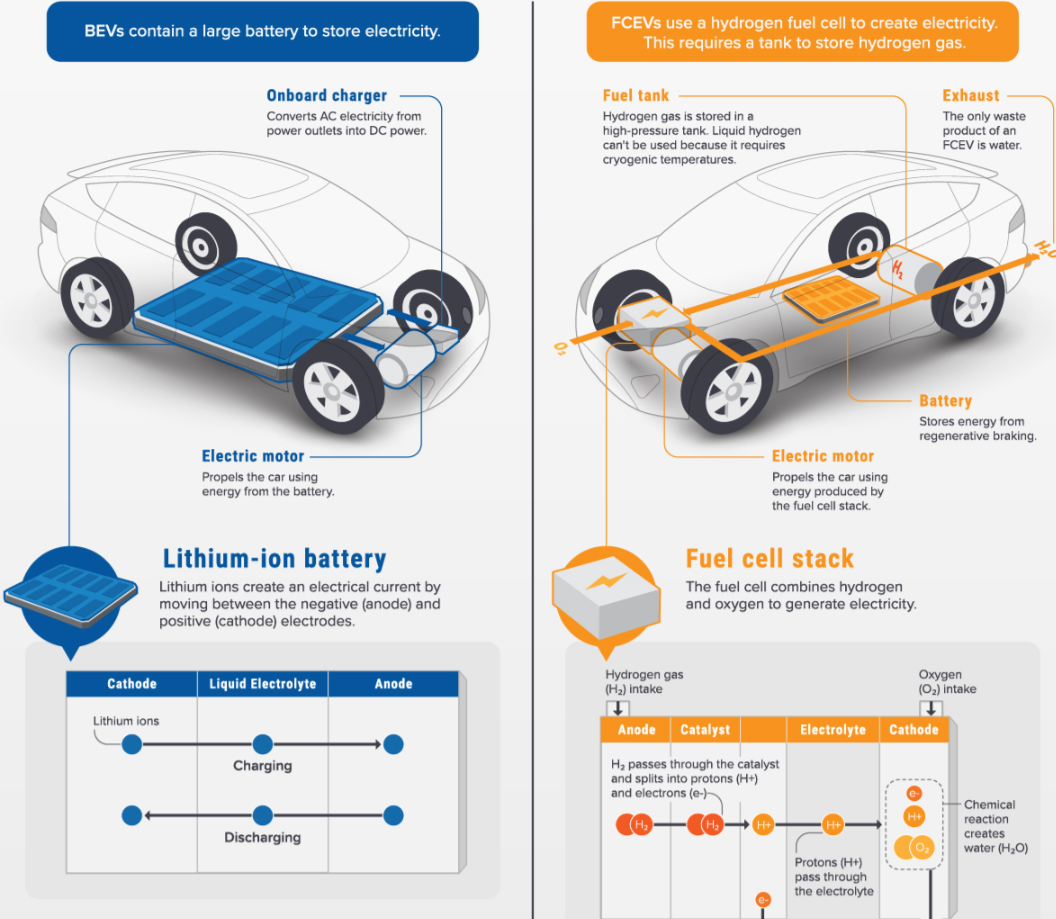 BEVs contain a large battery to store electricity.
Onboard charger
Converts AC electricity from
power outlets into DC power.
Electric motor
Propels the car using
energy from the battery.
Lithium-ion battery
Lithium ions create an electrical current by
moving between the negative (anode) and
positive (cathode) electrodes.
Cathode
Liquid Electrolyte
Anode
Lithium ions
Charging
Discharging
FCEVs use a hydrogen fuel cell to create electricity.
This requires a tank to store hydrogen gas.
Fuel tank
Hydrogen gas is stored in a
high-pressure tank. Liquid hydrogen
can't be used because it requires
cryogenic temperatures.
Exhaust
The only waste
product of an
FCEV is water.
H₂O
H₂
O₂
Battery
Stores energy from
regenerative braking.
Electric motor
Propels the car using
energy produced by
the fuel cell stack.
Fuel cell stack
The fuel cell combines hydrogen
and oxygen to generate electricity.
Hydrogen gas
(H₂) intake
Oxygen
(O₂) intake
Anode
Catalyst
Electrolyte
Cathode
H₂ passes through the catalyst
and splits into protons (H+)
and electrons (e-)
H₂
H₂
H+
H+
e-
H+
O₂
Chemical
reaction
creates
water (H₂O)
Protons (H+)
pass through
the electrolyte
e-